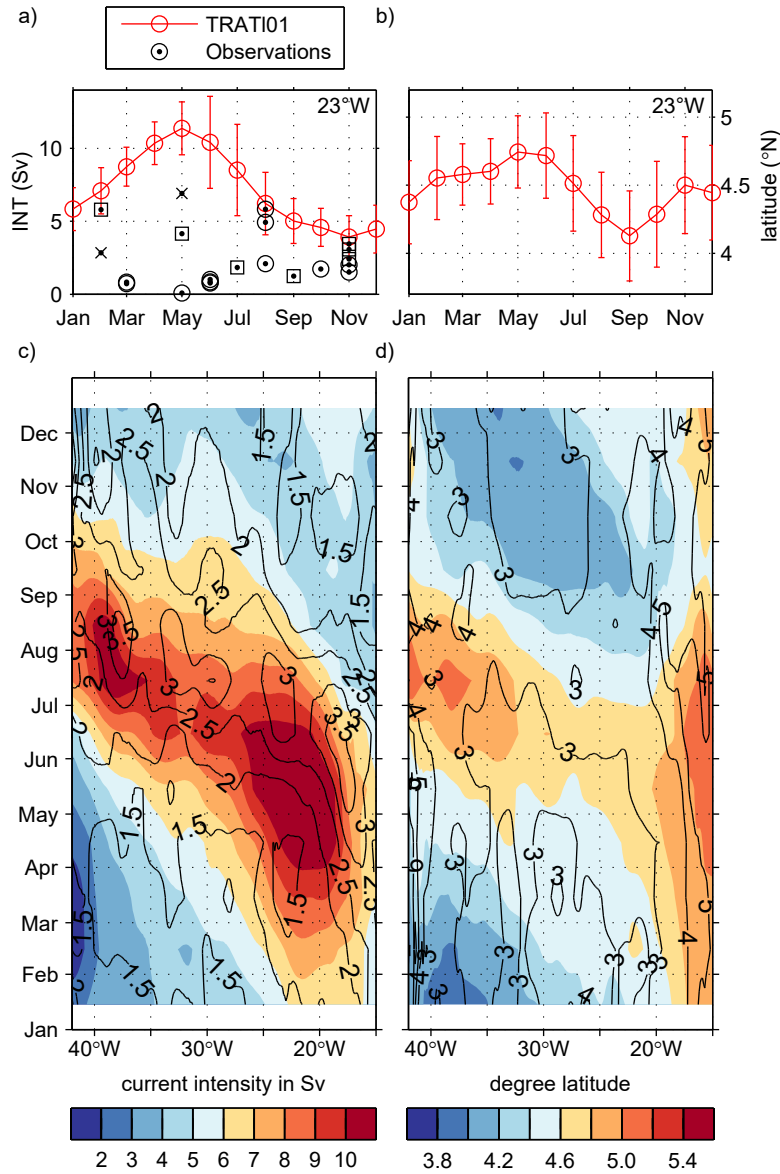 a)
b)
TRATI01
Observations
23°W
23°W
INT (Sv)
10
5
0
5
4.5
4
latitude (°N)
Jan Mar May Jul Sep Nov
Jan Mar May Jul Sep Nov
c)
d)
Dec
Nov
Oct
Sep
Aug
Jul
Jun
May
Apr
Mar
Feb
Jan
40°W 30°W 20°W
40°W 30°W 20°W
current intensity in Sv
degree latitude
2 3 4 5 6 7 8 9 10
3.8 4.2 4.6 5.0 5.4